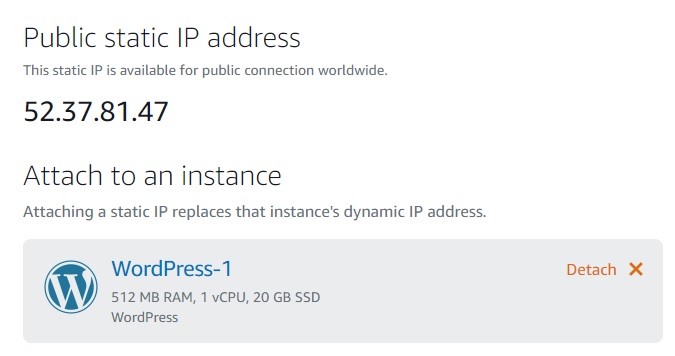 Public static IP address
This static IP is available for public connection worldwide.
52.37.81.47
Attach to an instance
Attaching a static IP replaces that instance's dynamic IP address.
WordPress-1
Detach
512 MB RAM, 1 vCPU, 20 GB SSD
WordPress